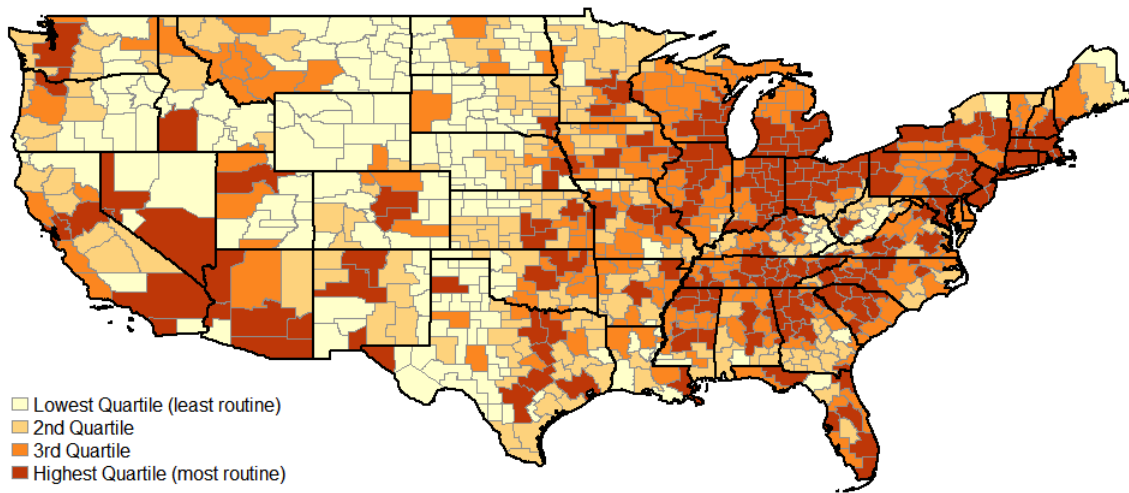 Lowest Quartile (least routine)
2nd Quartile
3rd Quartile
Highest Quartile (most routine)